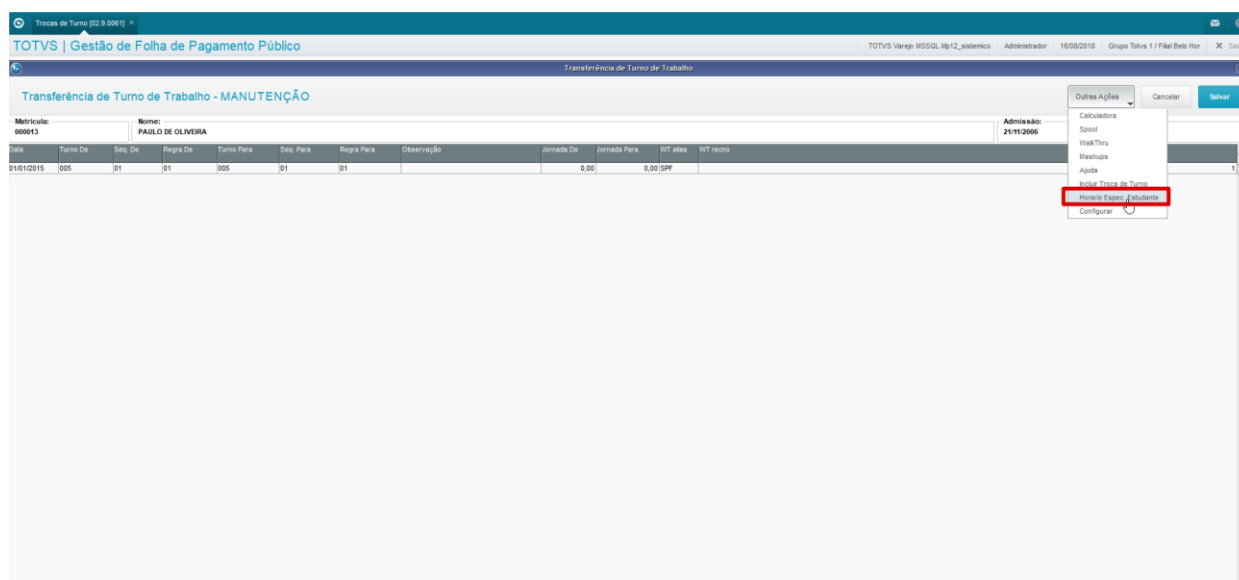 Trocas de Turno [02.9.0061] ×
TOTVS | Gestão de Folha de Pagamento Público
TOTVS Varejo MSSQL Mp12_sistemico Administrador 16/08/2018 Grupo Totvs 1 / Filial Belo Hor X
Transferência de Turno de Trabalho
Transferência de Turno de Trabalho - MANUTENÇÃO
Outras Ações Cancelar Salvar
Matrícula: Nome: Admissão:
000013 PAULO DE OLIVEIRA 21/11/2006
Data Turno De Seq. De Regra De Turno Para Seq. Para Regra Para Observação Jornada De Jornada Para WT alias WT recno
01/01/2015 005 01 01 005 01 01 0,00 0,00 SPF 1
Calculadora
Spool
WalkThru
Mashups
Ajuda
Incluir Troca de Turno
Horario Espec. Estudante
Configurar